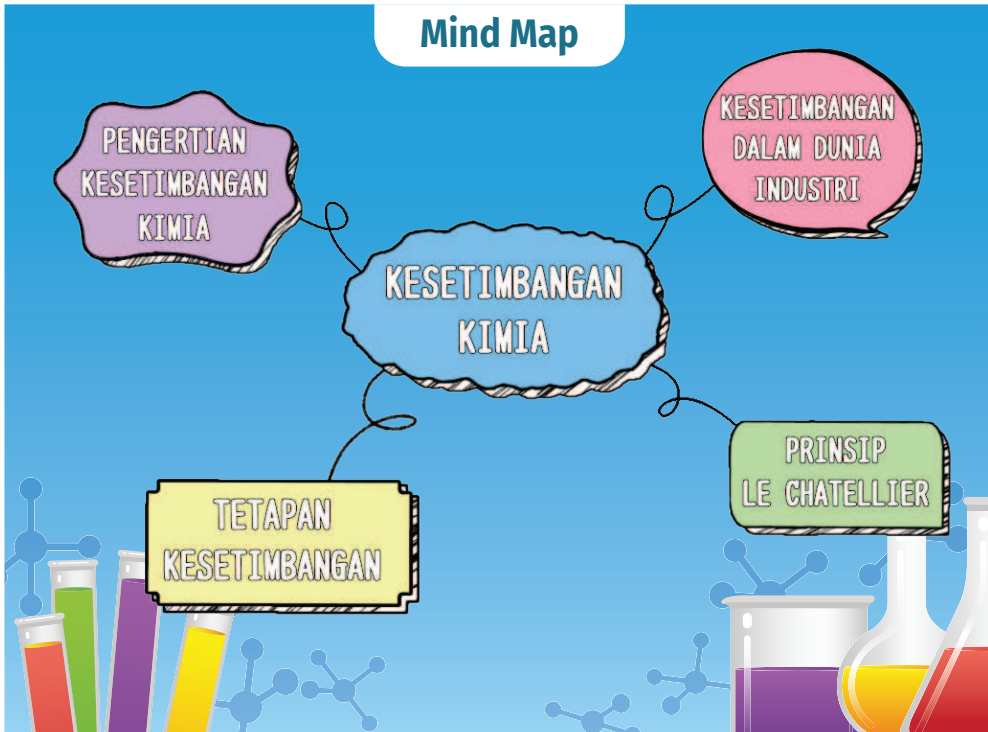 Mind Map
PENGERTIAN
KESETIMBANGAN
KIMIA
KESETIMBANGAN
DALAM DUNIA
INDUSTRI
KESETIMBANGAN
KIMIA
TETAPAN
KESETIMBANGAN
PRINSIP
LE CHATELLIER